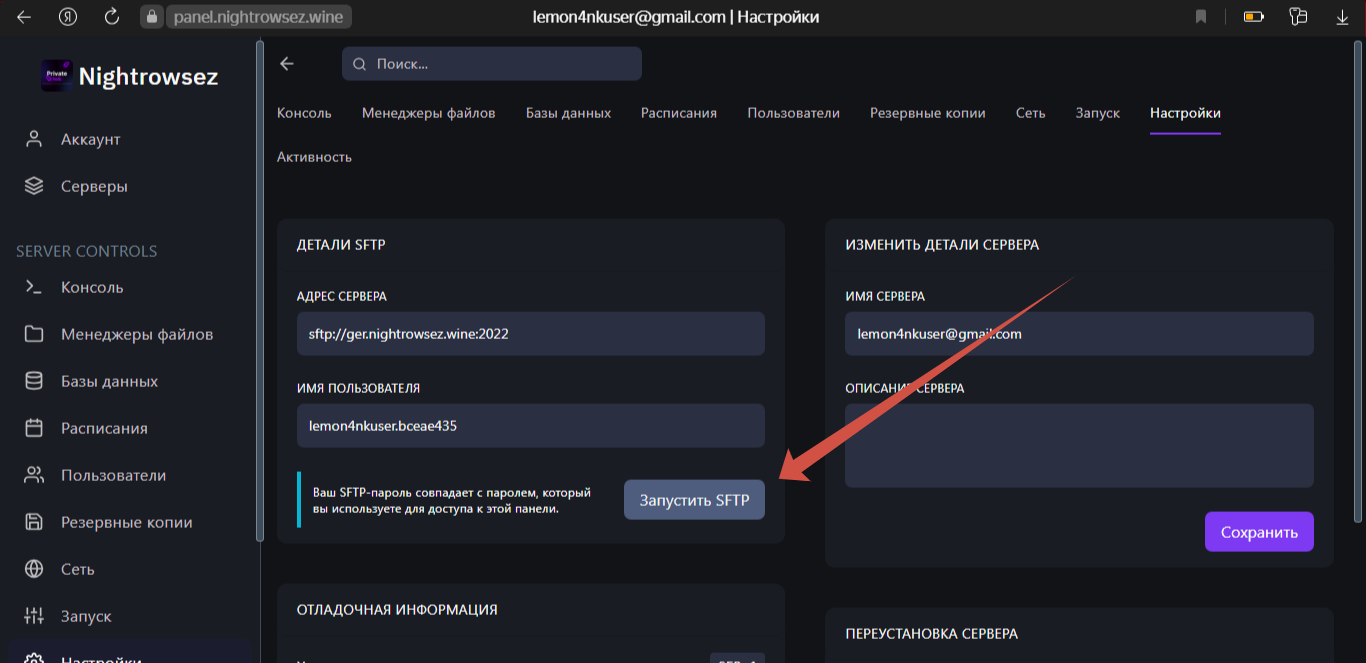 panel.nightrowsez.wine
lemon4nkuser@gmail.com | Настройки
Private
Nightrowsez
Аккаунт
Серверы
SERVER CONTROLS
Консоль
Менеджеры файлов
Базы данных
Расписания
Пользователи
Резервные копии
Сеть
Запуск
Настройки
Поиск...
Консоль Менеджеры файлов Базы данных Расписания Пользователи Резервные копии Сеть Запуск Настройки
Активность
ДЕТАЛИ SFTP
АДРЕС СЕРВЕРА
sftp://ger.nightrowsez.wine:2022
ИМЯ ПОЛЬЗОВАТЕЛЯ
lemon4nkuser.bceae435
Ваш SFTP-пароль совпадает с паролем, который
вы используете для доступа к этой панели.
Запустить SFTP
ОТЛАДОЧНАЯ ИНФОРМАЦИЯ
ИЗМЕНИТЬ ДЕТАЛИ СЕРВЕРА
ИМЯ СЕРВЕРА
lemon4nkuser@gmail.com
ОПИСАНИЕ СЕРВЕРА
Сохранить
ПЕРЕУСТАНОВКА СЕРВЕРА